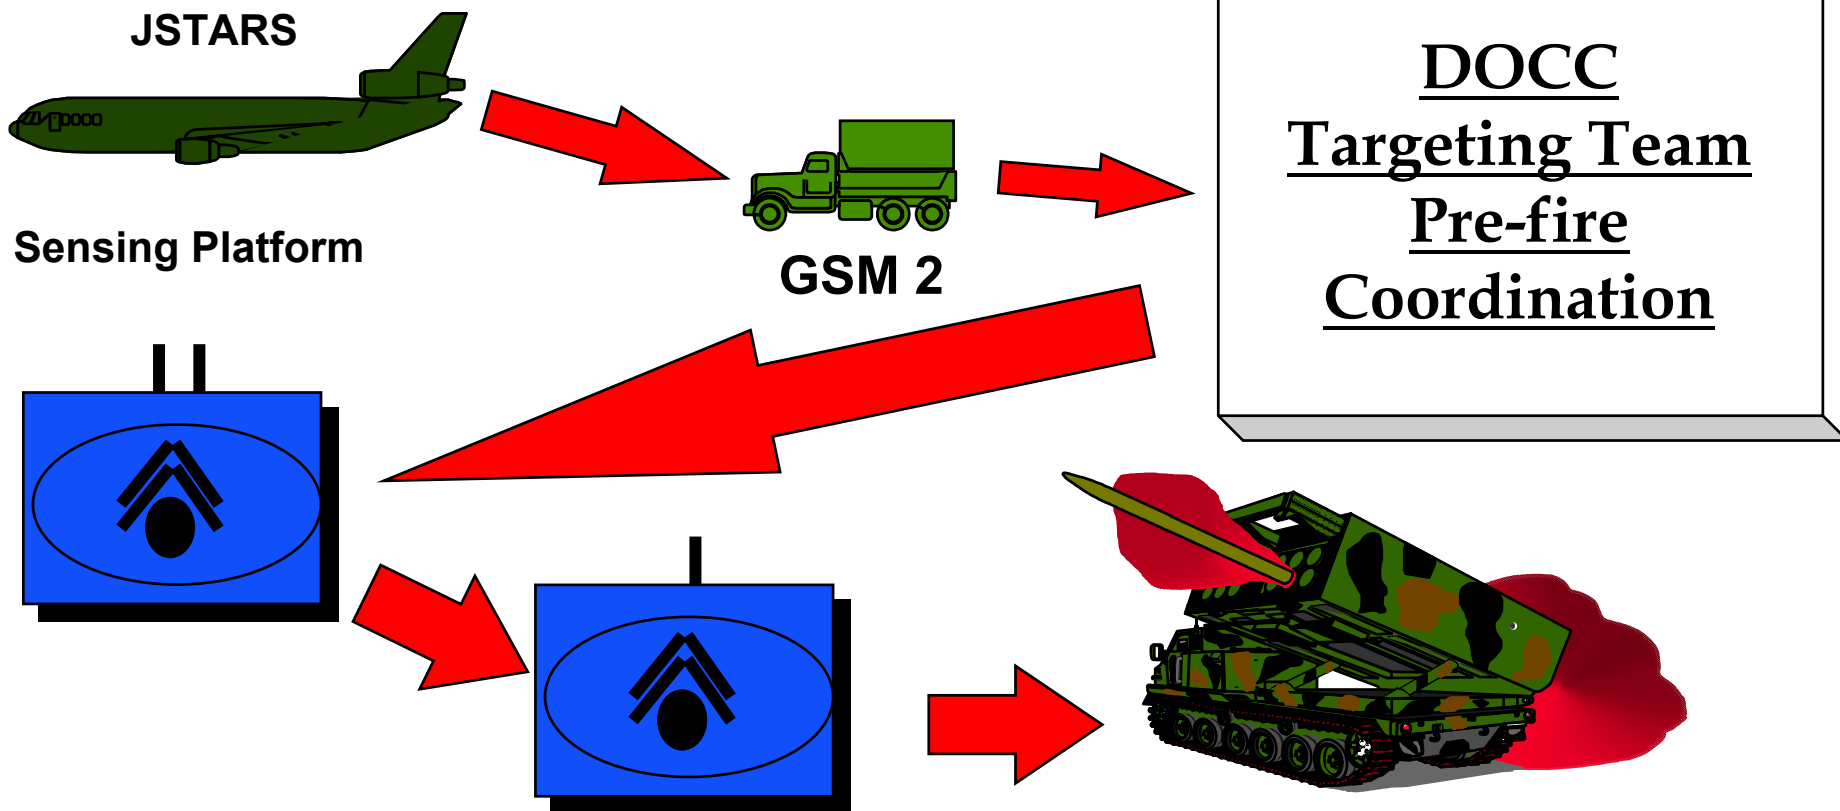 JSTARS
Sensing Platform
GSM 2
DOCC
Targeting Team
Pre-fire
Coordination